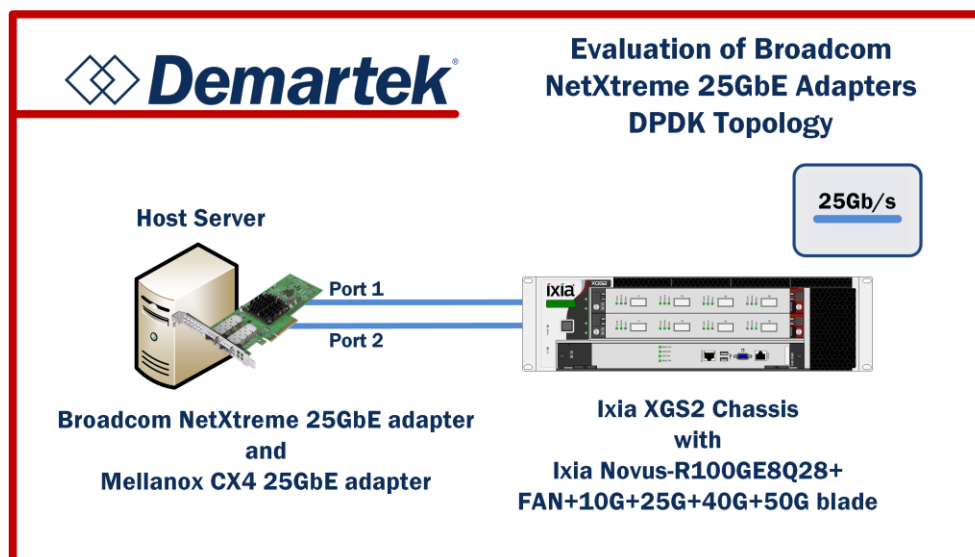 Demartek®
Evaluation of Broadcom
NetXtreme 25GbE Adapters
DPDK Topology
25Gb/s
Host Server
Port 1
Port 2
ixia
XGS2
Broadcom NetXtreme 25GbE adapter
and
Mellanox CX4 25GbE adapter
Ixia XGS2 Chassis
with
Ixia Novus-R100GE8Q28+
FAN+10G+25G+40G+50G blade